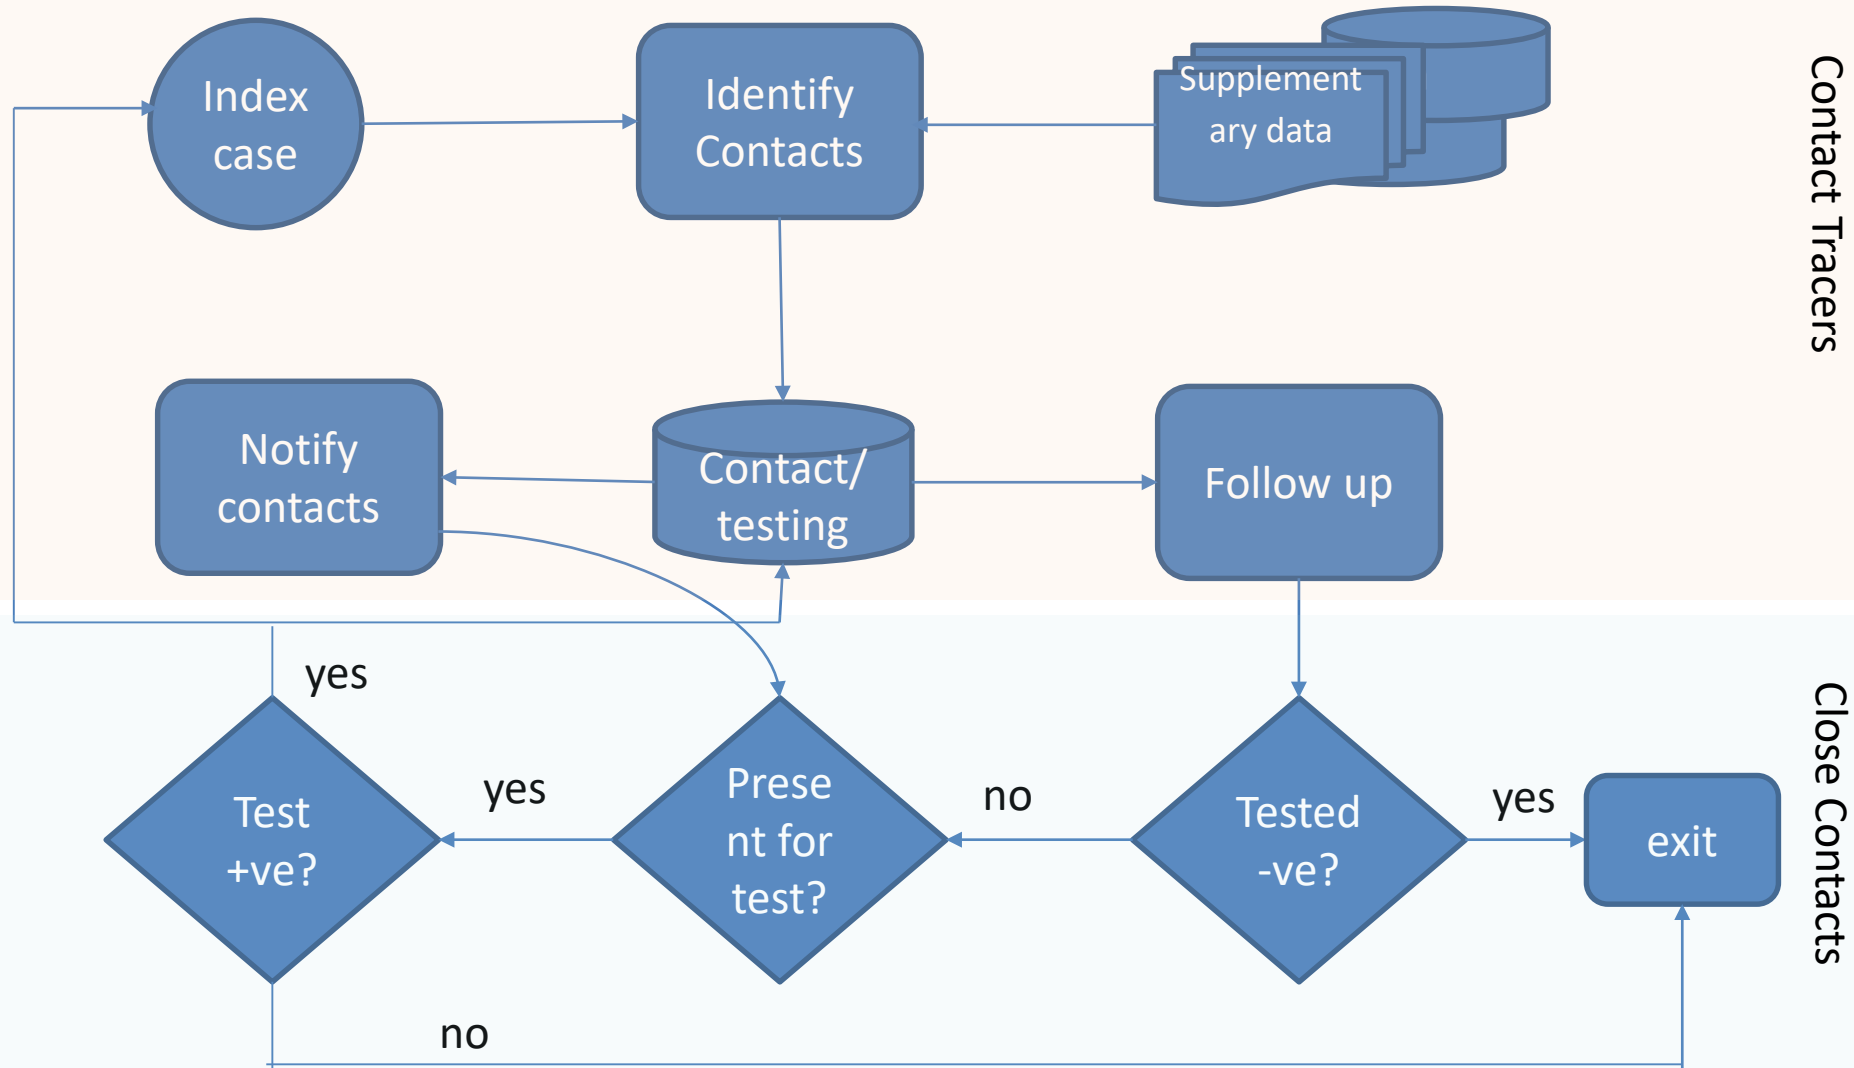 Index
case
Identify
Contacts
Supplement
ary data
Contact Tracers
Notify
contacts
Contact/
testing
Follow up
yes
Test
+ve?
yes
Prese
nt for
test?
no
Tested
-ve?
yes
exit
Close Contacts
no